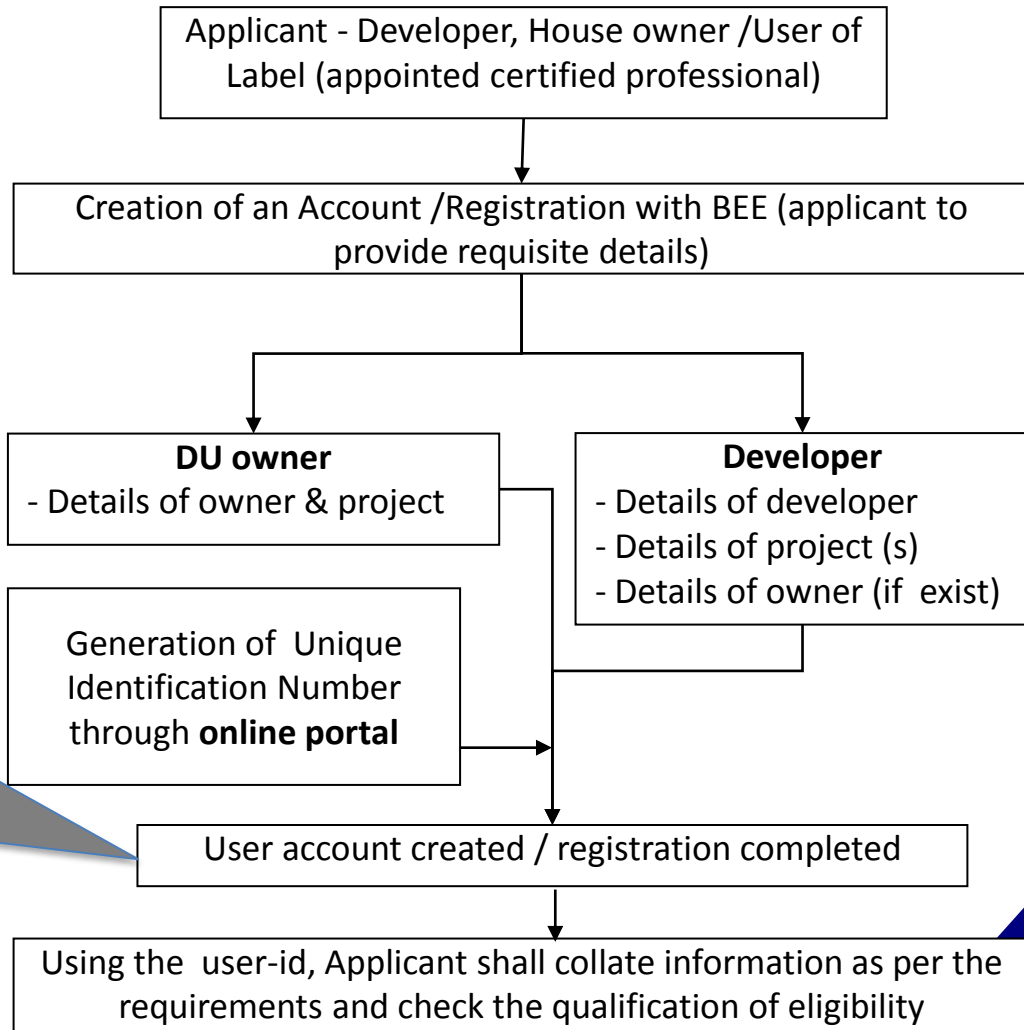 Applicant - Developer, House owner /User of
Label (appointed certified professional)
Creation of an Account /Registration with BEE (applicant to
provide requisite details)
DU owner
- Details of owner & project
Developer
- Details of developer
- Details of project (s)
- Details of owner (if exist)
Generation of Unique
Identification Number
through online portal
User account created / registration completed
Using the user-id, Applicant shall collate information as per the
requirements and check the qualification of eligibility